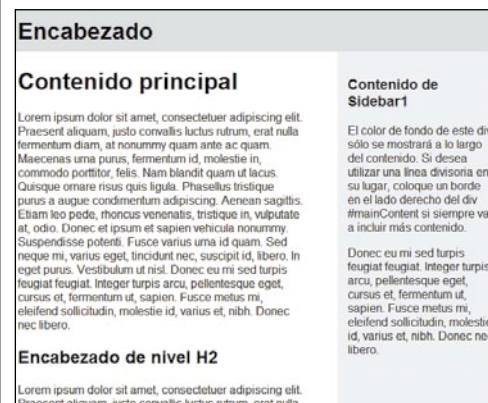 Encabezado
Contenido principal
Lorem ipsum dolor sit amet, consectetuer adipiscing elit.
Praesent aliquam, justo convallis luctus rutrum, erat nulla
fermentum diam, at nonummy quam ante ac quam.
Maecenas urna purus, fermentum id, molestie in,
commodo porttitor, felis. Nam blandit quam ut lacus.
Quisque ornare risus quis ligula. Phasellus tristique
purus a augue condimentum adipiscing. Aenean sagittis.
Etiam leo pede, rhoncus venenatis, tristique in, vulputate
at, odio. Donec et ipsum et sapien vehicula nonummy.
Suspendisse potenti. Fusce varius urna id quam. Sed
neque mi, varius eget, tincidunt nec, suscipit id, libero. In
eget purus. Vestibulum ut nisl. Donec eu mi sed turpis
feugiat feugiat. Integer turpis arcu, pellentesque eget,
cursus et, fermentum ut, sapien. Fusce metus mi,
eleifend sollicitudin, molestie id, varius et, nibh. Donec
nec libero.
Encabezado de nivel H2
Lorem ipsum dolor sit amet, consectetuer adipiscing elit.
Praesent aliquam, justo convallis luctus rutrum, erat nulla
Contenido de
Sidebar1
El color de fondo de este div
sólo se mostrará a lo largo
del contenido. Si desea
utilizar una línea divisoria en
su lugar, coloque un borde
en el lado derecho del div
#mainContent si siempre va
a incluir más contenido.
Donec eu mi sed turpis
feugiat feugiat. Integer turpis
arcu, pellentesque eget,
cursus et, fermentum ut,
sapien. Fusce metus mi,
eleifend sollicitudin, molestie
id, varius et, nibh. Donec nec
libero.